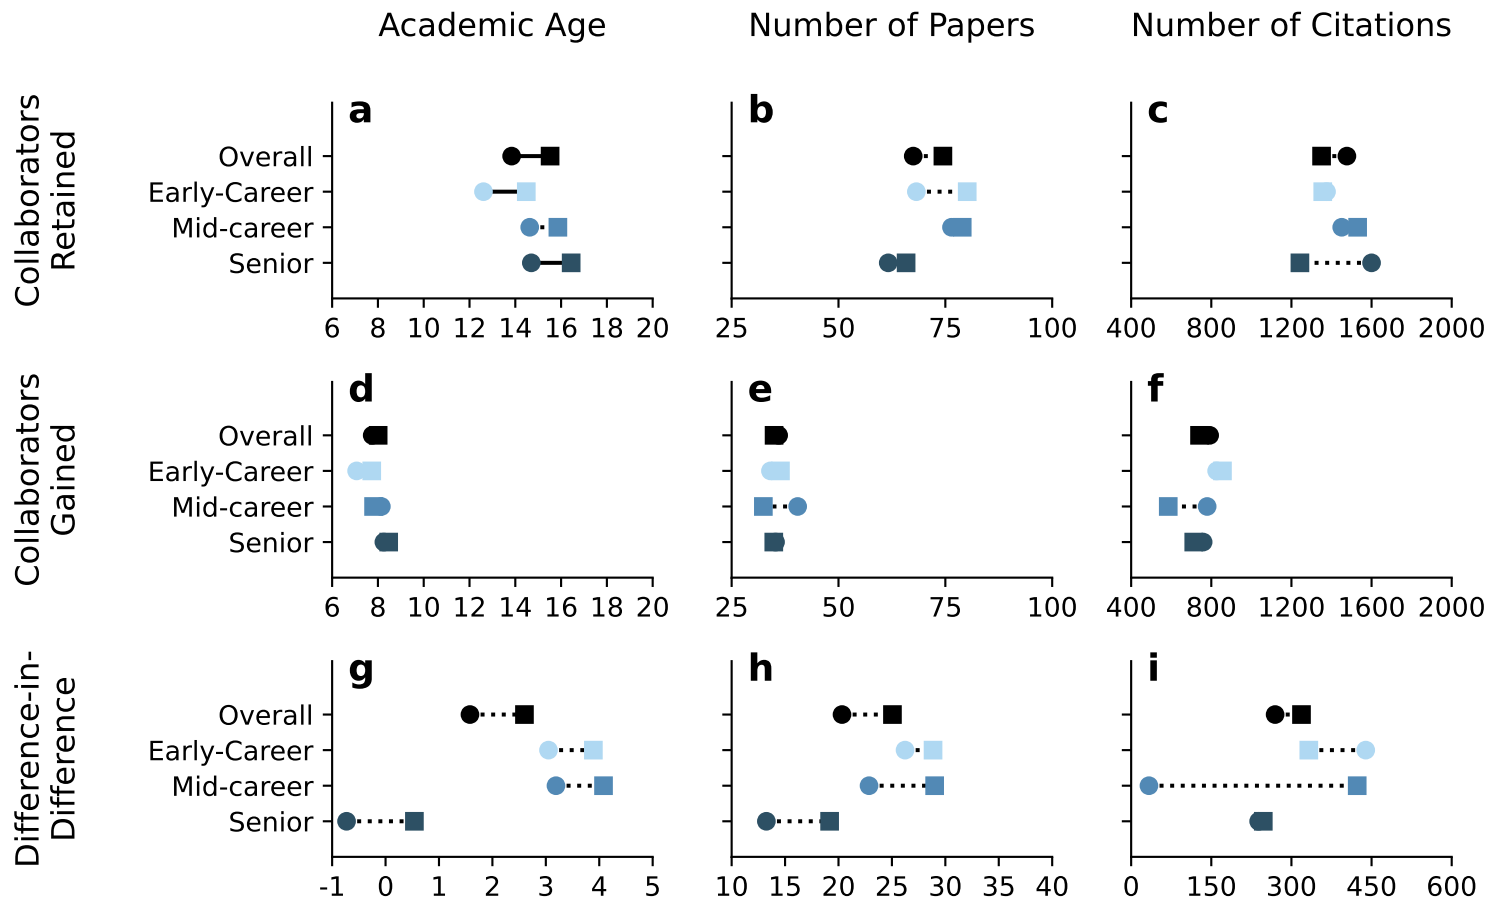 Academic Age Number of Papers Number of Citations
Collaborators
Retained
a b c
Overall
Early-Career
Mid-career
Senior
6 8 10 12 14 16 18 20 25 50 75 100 400 800 1200 1600 2000
Collaborators
Gained
d e f
Overall
Early-Career
Mid-career
Senior
6 8 10 12 14 16 18 20 25 50 75 100 400 800 1200 1600 2000
Difference-in-
Difference
g h i
Overall
Early-Career
Mid-career
Senior
-1 0 1 2 3 4 5 10 15 20 25 30 35 40 0 150 300 450 600